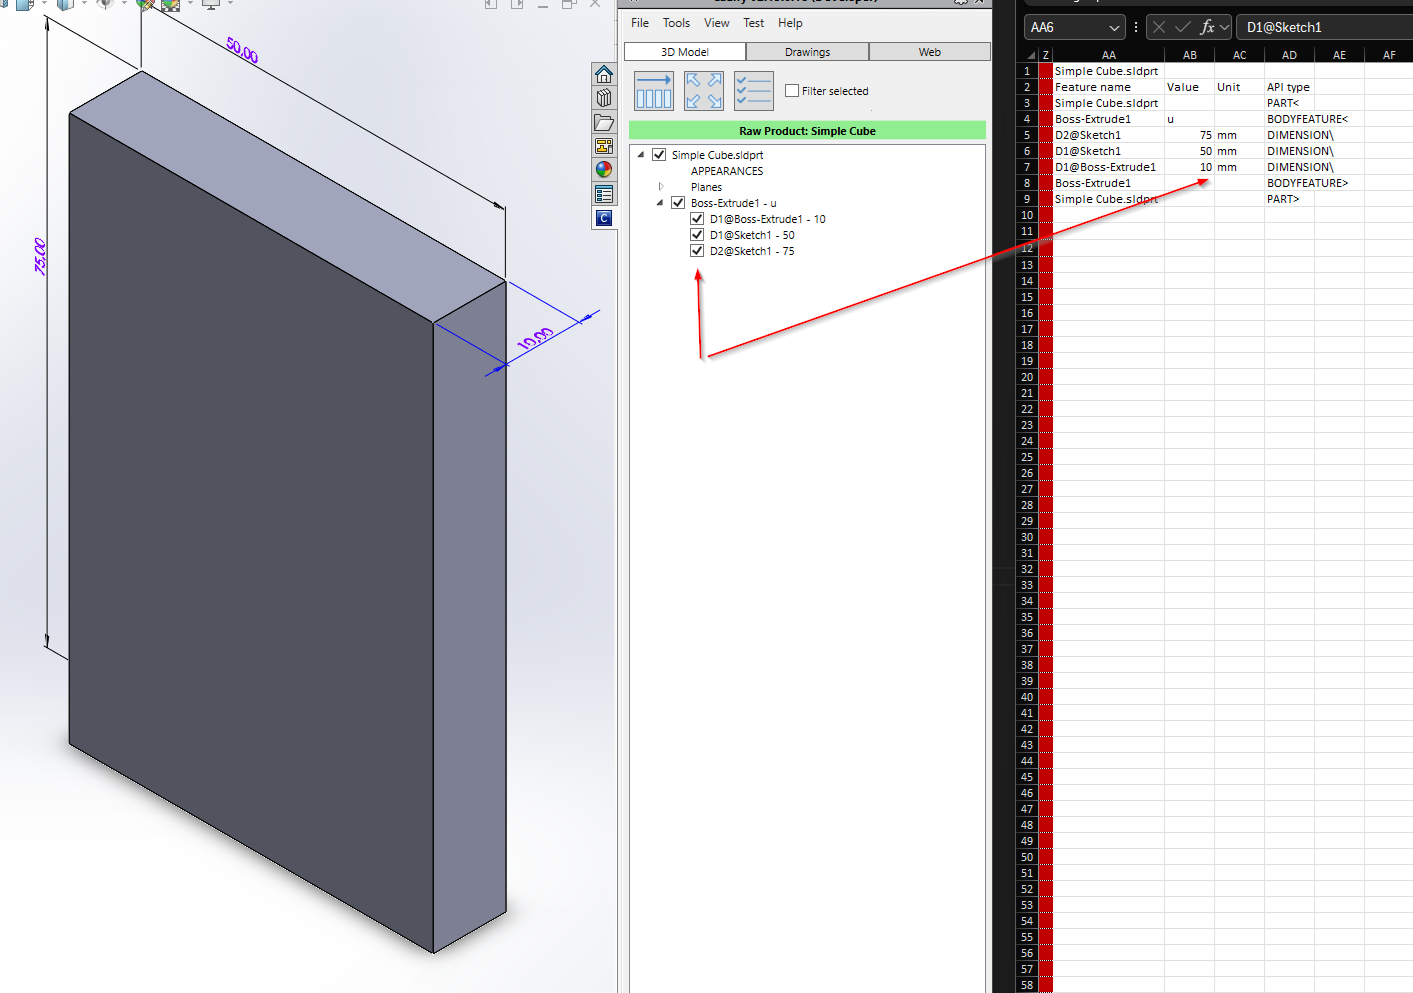 50.00
75.00
10.00
File Tools View Test Help
3D Model Drawings Web
Filter selected
Raw Product: Simple Cube
Simple Cube.sldprt
APPEARANCES
Planes
Boss-Extrude1 - u
D1@Boss-Extrude1 - 10
D1@Sketch1 - 50
D2@Sketch1 - 75
C
AA6 fx D1@Sketch1
Z AA AB AC AD AE AF
1 Simple Cube.sldprt
2 Feature name Value Unit API type
3 Simple Cube.sldprt PART<
4 Boss-Extrude1 u BODYFEATURE<
5 D2@Sketch1 75 mm DIMENSION\
6 D1@Sketch1 50 mm DIMENSION\
7 D1@Boss-Extrude1 10 mm DIMENSION\
8 Boss-Extrude1 BODYFEATURE>
9 Simple Cube.sldprt PART>
10
11
12
13
14
15
16
17
18
19
20
21
22
23
24
25
26
27
28
29
30
31
32
33
34
35
36
37
38
39
40
41
42
43
44
45
46
47
48
49
50
51
52
53
54
55
56
57
58